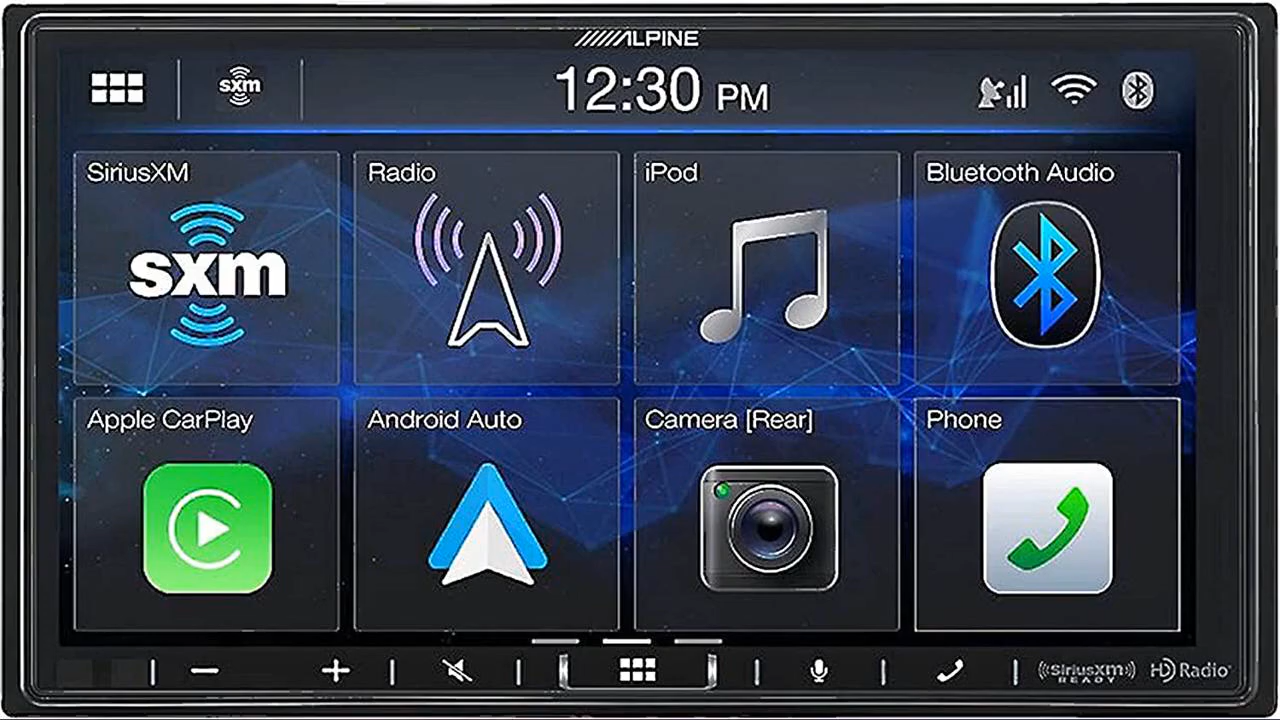 ALPINE
sxm
12:30 PM
SiriusXM
Radio
iPod
Bluetooth Audio
sxm
Apple CarPlay
Android Auto
Camera [Rear]
Phone
((SiriusXM))
READY
HD Radio